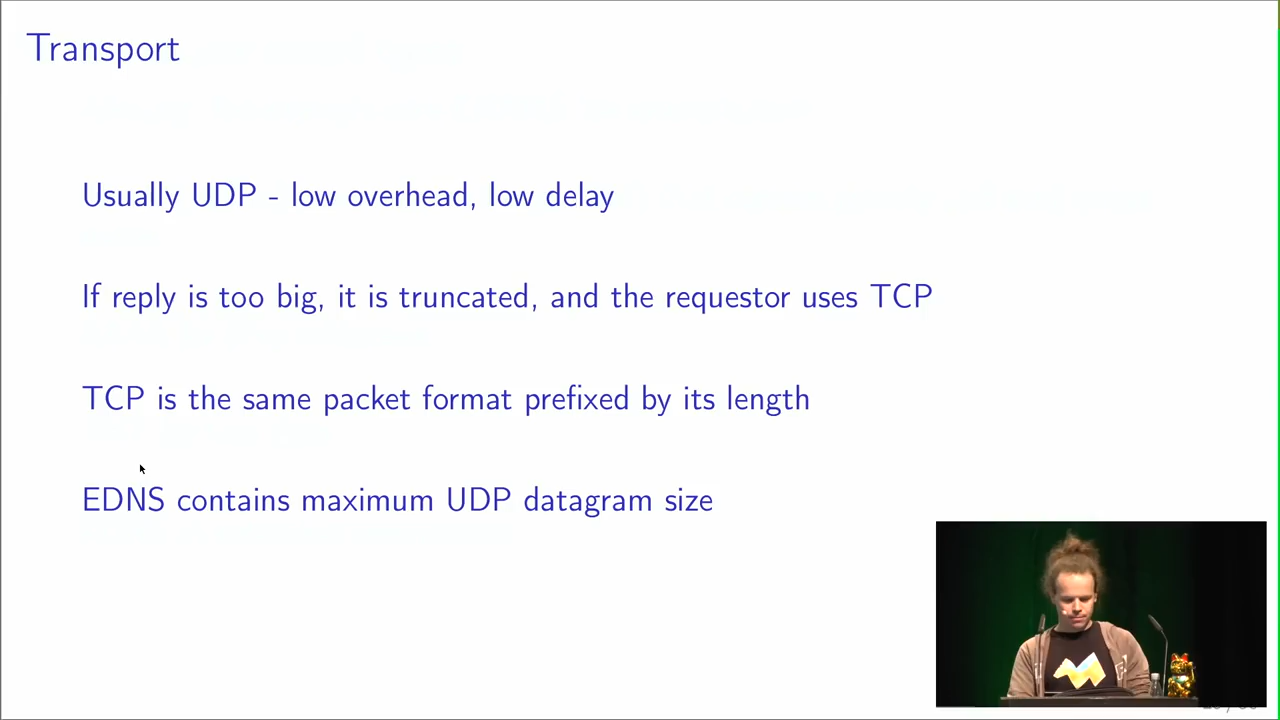 Transport
Usually UDP - low overhead, low delay
If reply is too big, it is truncated, and the requestor uses TCP
TCP is the same packet format prefixed by its length
EDNS contains maximum UDP datagram size